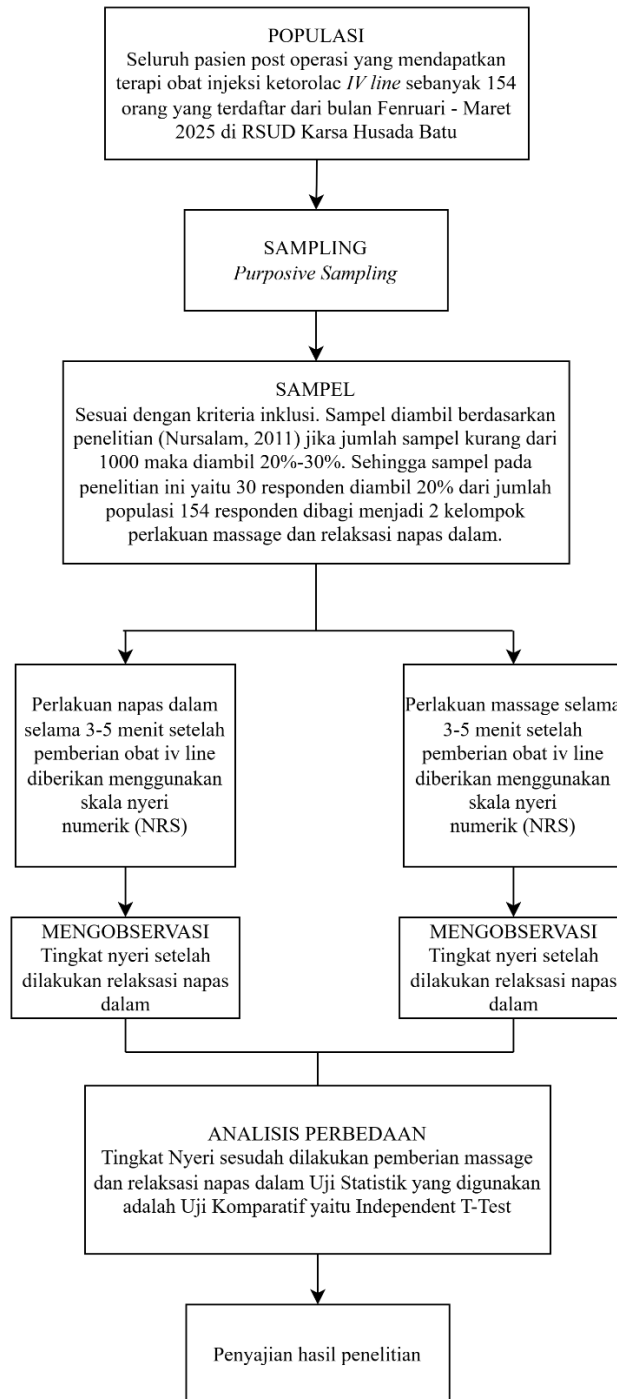 POPULASI
Seluruh pasien post operasi yang mendapatkan
terapi obat injeksi ketorolac IV line sebanyak 154
orang yang terdaftar dari bulan Fenruari - Maret
2025 di RSUD Karsa Husada Batu
SAMPLING
Purposive Sampling
SAMPEL
Sesuai dengan kriteria inklusi. Sampel diambil berdasarkan
penelitian (Nursalam, 2011) jika jumlah sampel kurang dari
1000 maka diambil 20%-30%. Sehingga sampel pada
penelitian ini yaitu 30 responden diambil 20% dari jumlah
populasi 154 responden dibagi menjadi 2 kelompok
perlakuan massage dan relaksasi napas dalam.
Perlakuan napas dalam
selama 3-5 menit setelah
pemberian obat iv line
diberikan menggunakan
skala nyeri
numerik (NRS)
Perlakuan massage selama
3-5 menit setelah
pemberian obat iv line
diberikan menggunakan
skala nyeri
numerik (NRS)
MENGOBSERVASI
Tingkat nyeri setelah
dilakukan relaksasi napas
dalam
MENGOBSERVASI
Tingkat nyeri setelah
dilakukan relaksasi napas
dalam
ANALISIS PERBEDAAN
Tingkat Nyeri sesudah dilakukan pemberian massage
dan relaksasi napas dalam Uji Statistik yang digunakan
adalah Uji Komparatif yaitu Independent T-Test
Penyajian hasil penelitian